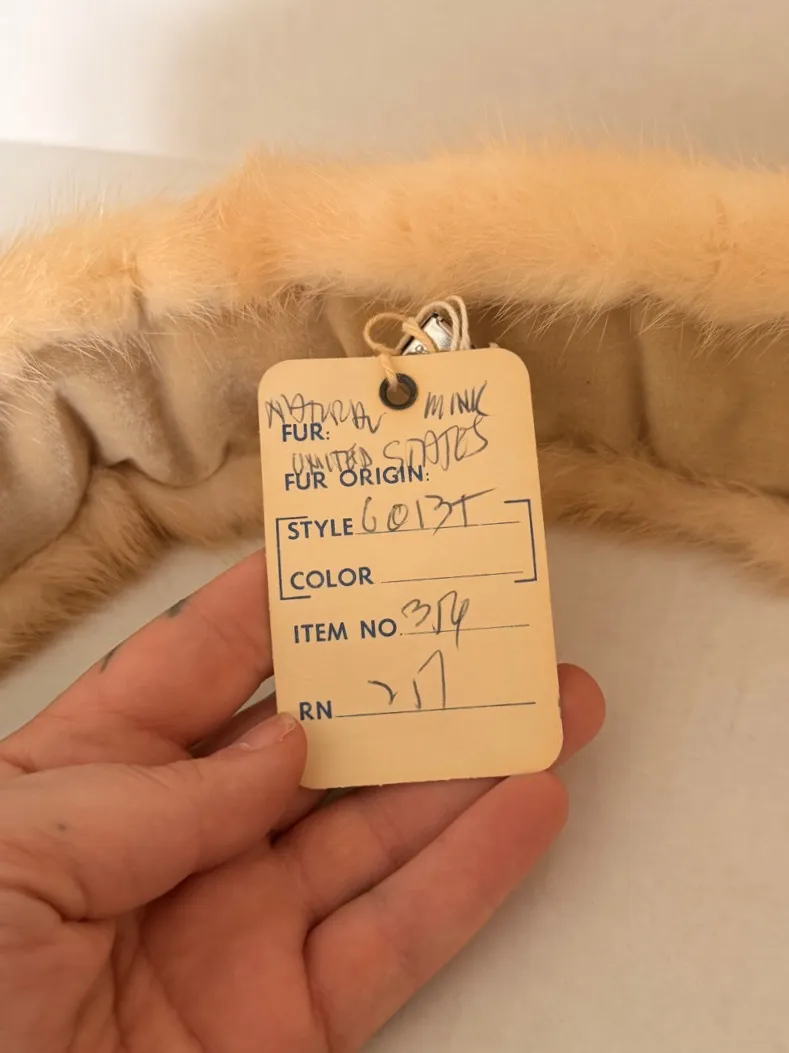 NATURAL MINK
FUR:
UNITED STATES
FUR ORIGIN:
STYLE 6013T
COLOR
ITEM NO.
RN